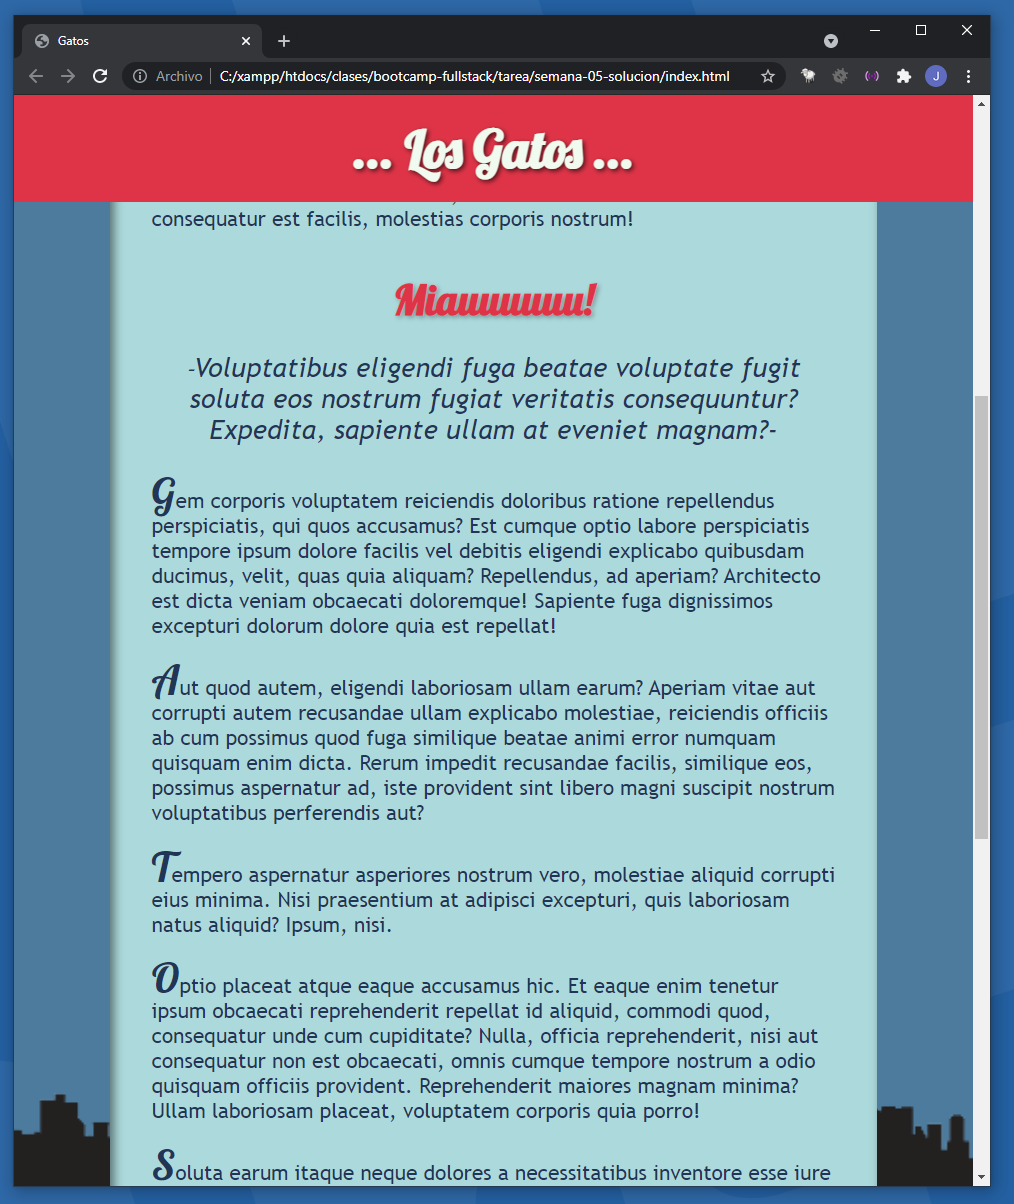 Gatos
Archivo
C:/xampp/htdocs/clases/bootcamp-fullstack/tarea/semana-05-solucion/index.html
J
... Los Gatos ...
consequatur est facilis, molestias corporis nostrum!
Miauuuuuuu!
-Voluptatibus eligendi fuga beatae voluptate fugit
soluta eos nostrum fugiat veritatis consequuntur?
Expedita, sapiente ullam at eveniet magnam?-
Gem corporis voluptatem reiciendis doloribus ratione repellendus
perspiciatis, qui quos accusamus? Est cumque optio labore perspiciatis
tempore ipsum dolore facilis vel debitis eligendi explicabo quibusdam
ducimus, velit, quas quia aliquam? Repellendus, ad aperiam? Architecto
est dicta veniam obcaecati doloremque! Sapiente fuga dignissimos
excepturi dolorum dolore quia est repellat!
Aut quod autem, eligendi laboriosam ullam earum? Aperiam vitae aut
corrupti autem recusandae ullam explicabo molestiae, reiciendis officiis
ab cum possimus quod fuga similique beatae animi error numquam
quisquam enim dicta. Rerum impedit recusandae facilis, similique eos,
possimus aspernatur ad, iste provident sint libero magni suscipit nostrum
voluptatibus perferendis aut?
Tempero aspernatur asperiores nostrum vero, molestiae aliquid corrupti
eius minima. Nisi praesentium at adipisci excepturi, quis laboriosam
natus aliquid? Ipsum, nisi.
Optio placeat atque eaque accusamus hic. Et eaque enim tenetur
ipsum obcaecati reprehenderit repellat id aliquid, commodi quod,
consequatur unde cum cupiditate? Nulla, officia reprehenderit, nisi aut
consequatur non est obcaecati, omnis cumque tempore nostrum a odio
quisquam officiis provident. Reprehenderit maiores magnam minima?
Ullam laboriosam placeat, voluptatem corporis quia porro!
Soluta earum itaque neque dolores a necessitatibus inventore esse iure